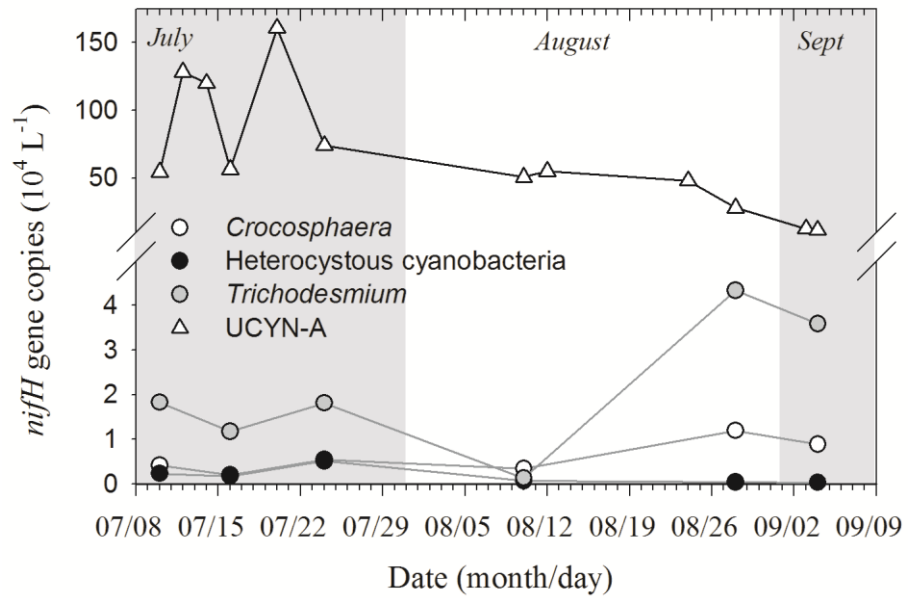 July August Sept
150
100
50
Crocosphaera
Heterocystous cyanobacteria
Trichodesmium
UCYN-A
4
3
2
1
0
nifH gene copies (10⁴ L⁻¹)
07/08 07/15 07/22 07/29 08/05 08/12 08/19 08/26 09/02 09/09
Date (month/day)